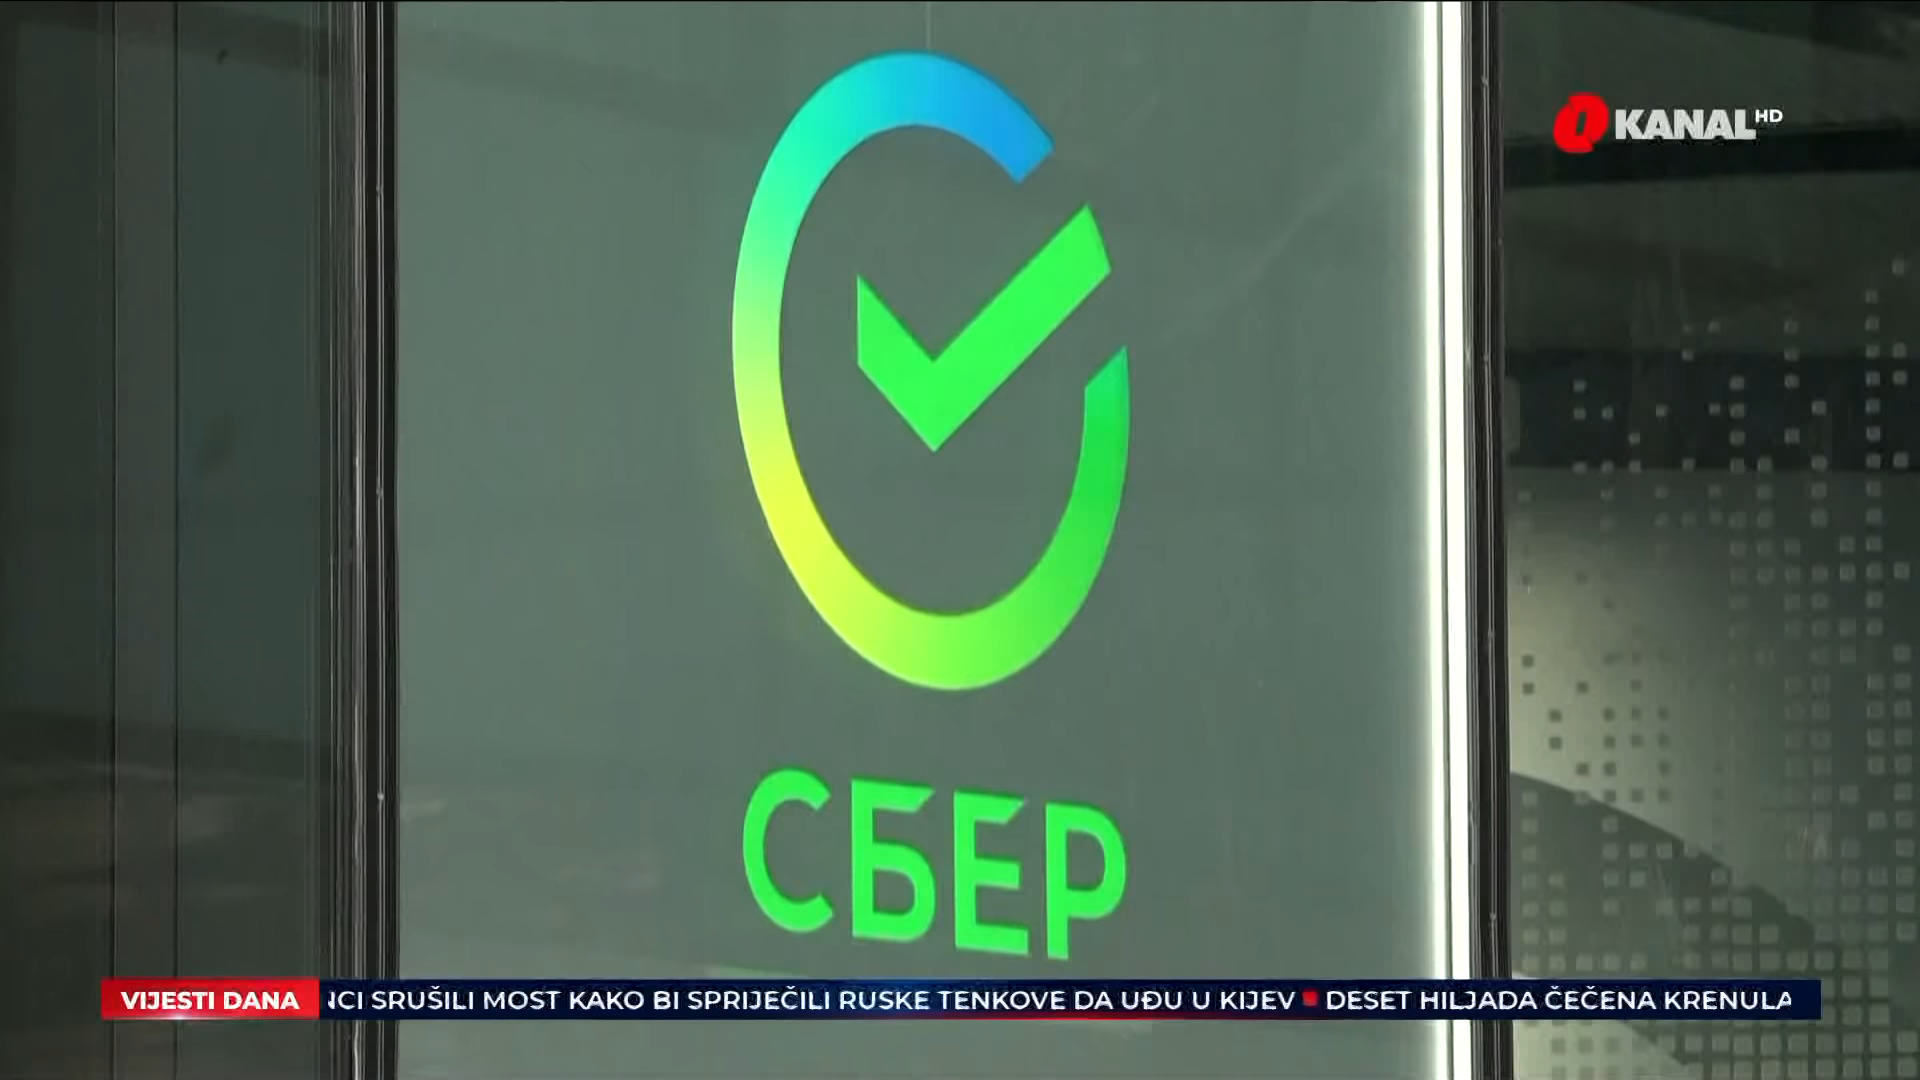 KANAL HD
СБЕР
VIJESTI DANA
NCI SRUŠILI MOST KAKO BI SPRIJEČILI RUSKE TENKOVE DA UĐU U KIJEV ▪ DESET HILJADA ČEČENA KRENULA